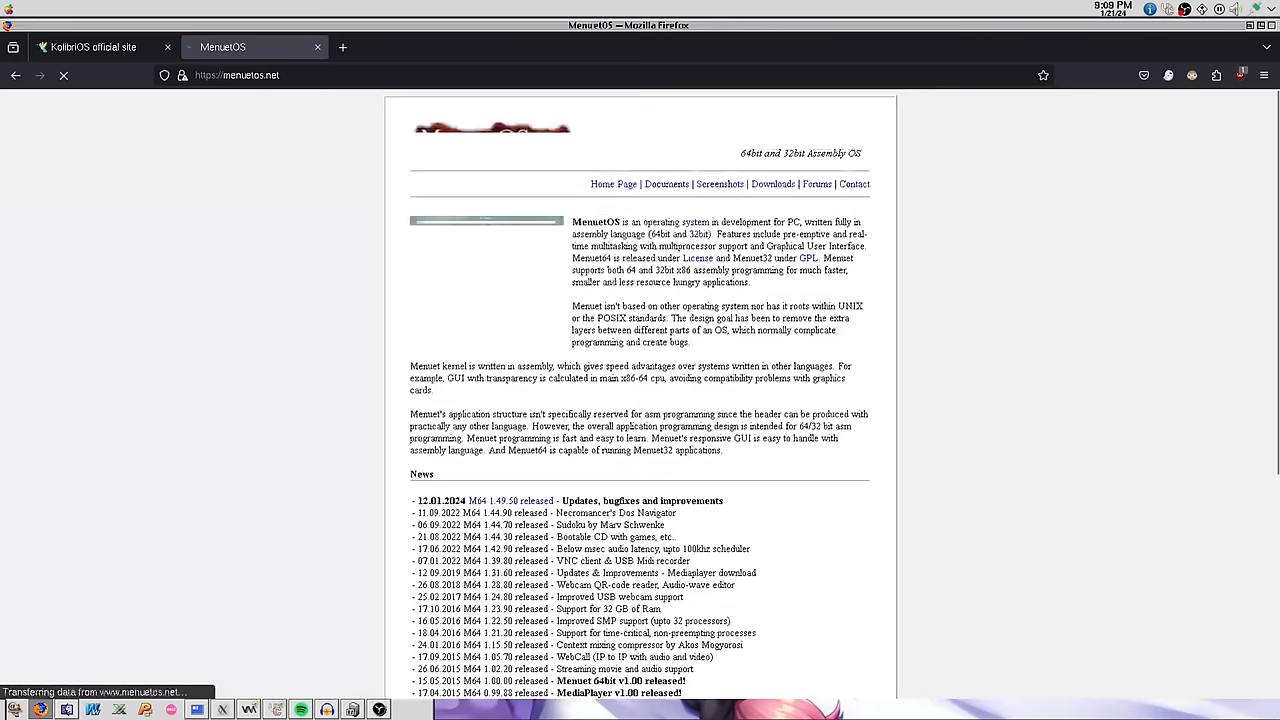 9:09 PM
1/21/24
MenuetOS — Mozilla Firefox
KolibriOS official site
MenuetOS
https://menuetos.net
1
64bit and 32bit Assembly OS
Home Page | Documents | Screenshots | Downloads | Forums | Contact
MenuetOS is an operating system in development for PC, written fully in
assembly language (64bit and 32bit). Features include pre-emptive and real-
time multitasking with multiprocessor support and Graphical User Interface.
Menuet64 is released under License and Menuet32 under GPL. Menuet
supports both 64 and 32bit x86 assembly programming for much faster,
smaller and less resource hungry applications.
Menuet isn't based on other operating system nor has it roots within UNIX
or the POSIX standards. The design goal has been to remove the extra
layers between different parts of an OS, which normally complicate
programming and create bugs.
Menuet kernel is written in assembly, which gives speed advantages over systems written in other languages. For
example, GUI with transparency is calculated in main x86-64 cpu, avoiding compatibility problems with graphics
cards.
Menuet's application structure isn't specifically reserved for asm programming since the header can be produced with
practically any other language. However, the overall application programming design is intended for 64/32 bit asm
programming. Menuet programming is fast and easy to learn. Menuet's responsive GUI is easy to handle with
assembly language. And Menuet64 is capable of running Menuet32 applications.
News
- 12.01.2024 M64 1.49.50 released - Updates, bugfixes and improvements
- 11.09.2022 M64 1.44.90 released - Necromancer's Dos Navigator
- 06.09.2022 M64 1.44.70 released - Sudoku by Marv Schwenke
- 21.08.2022 M64 1.44.30 released - Bootable CD with games, etc..
- 17.06.2022 M64 1.42.90 released - Below msec audio latency, upto 100khz scheduler
- 07.01.2022 M64 1.39.80 released - VNC client & USB Midi recorder
- 12.09.2019 M64 1.31.60 released - Updates & Improvements - Mediaplayer download
- 26.08.2018 M64 1.28.80 released - Webcam QR-code reader, Audio-wave editor
- 25.02.2017 M64 1.24.80 released - Improved USB webcam support
- 17.10.2016 M64 1.23.90 released - Support for 32 GB of Ram
- 16.05.2016 M64 1.22.50 released - Improved SMP support (upto 32 processors)
- 18.04.2016 M64 1.21.20 released - Support for time-critical, non-preempting processes
- 24.01.2016 M64 1.15.50 released - Context mixing compressor by Akos Mogyorosi
- 17.09.2015 M64 1.05.70 released - WebCall (IP to IP with audio and video)
- 26.06.2015 M64 1.02.20 released - Streaming movie and audio support
- 15.05.2015 M64 1.00.00 released - Menuet 64bit v1.00 released!
- 17.04.2015 M64 0.99.88 released - MediaPlayer v1.00 released!
Transferring data from www.menuetos.net...